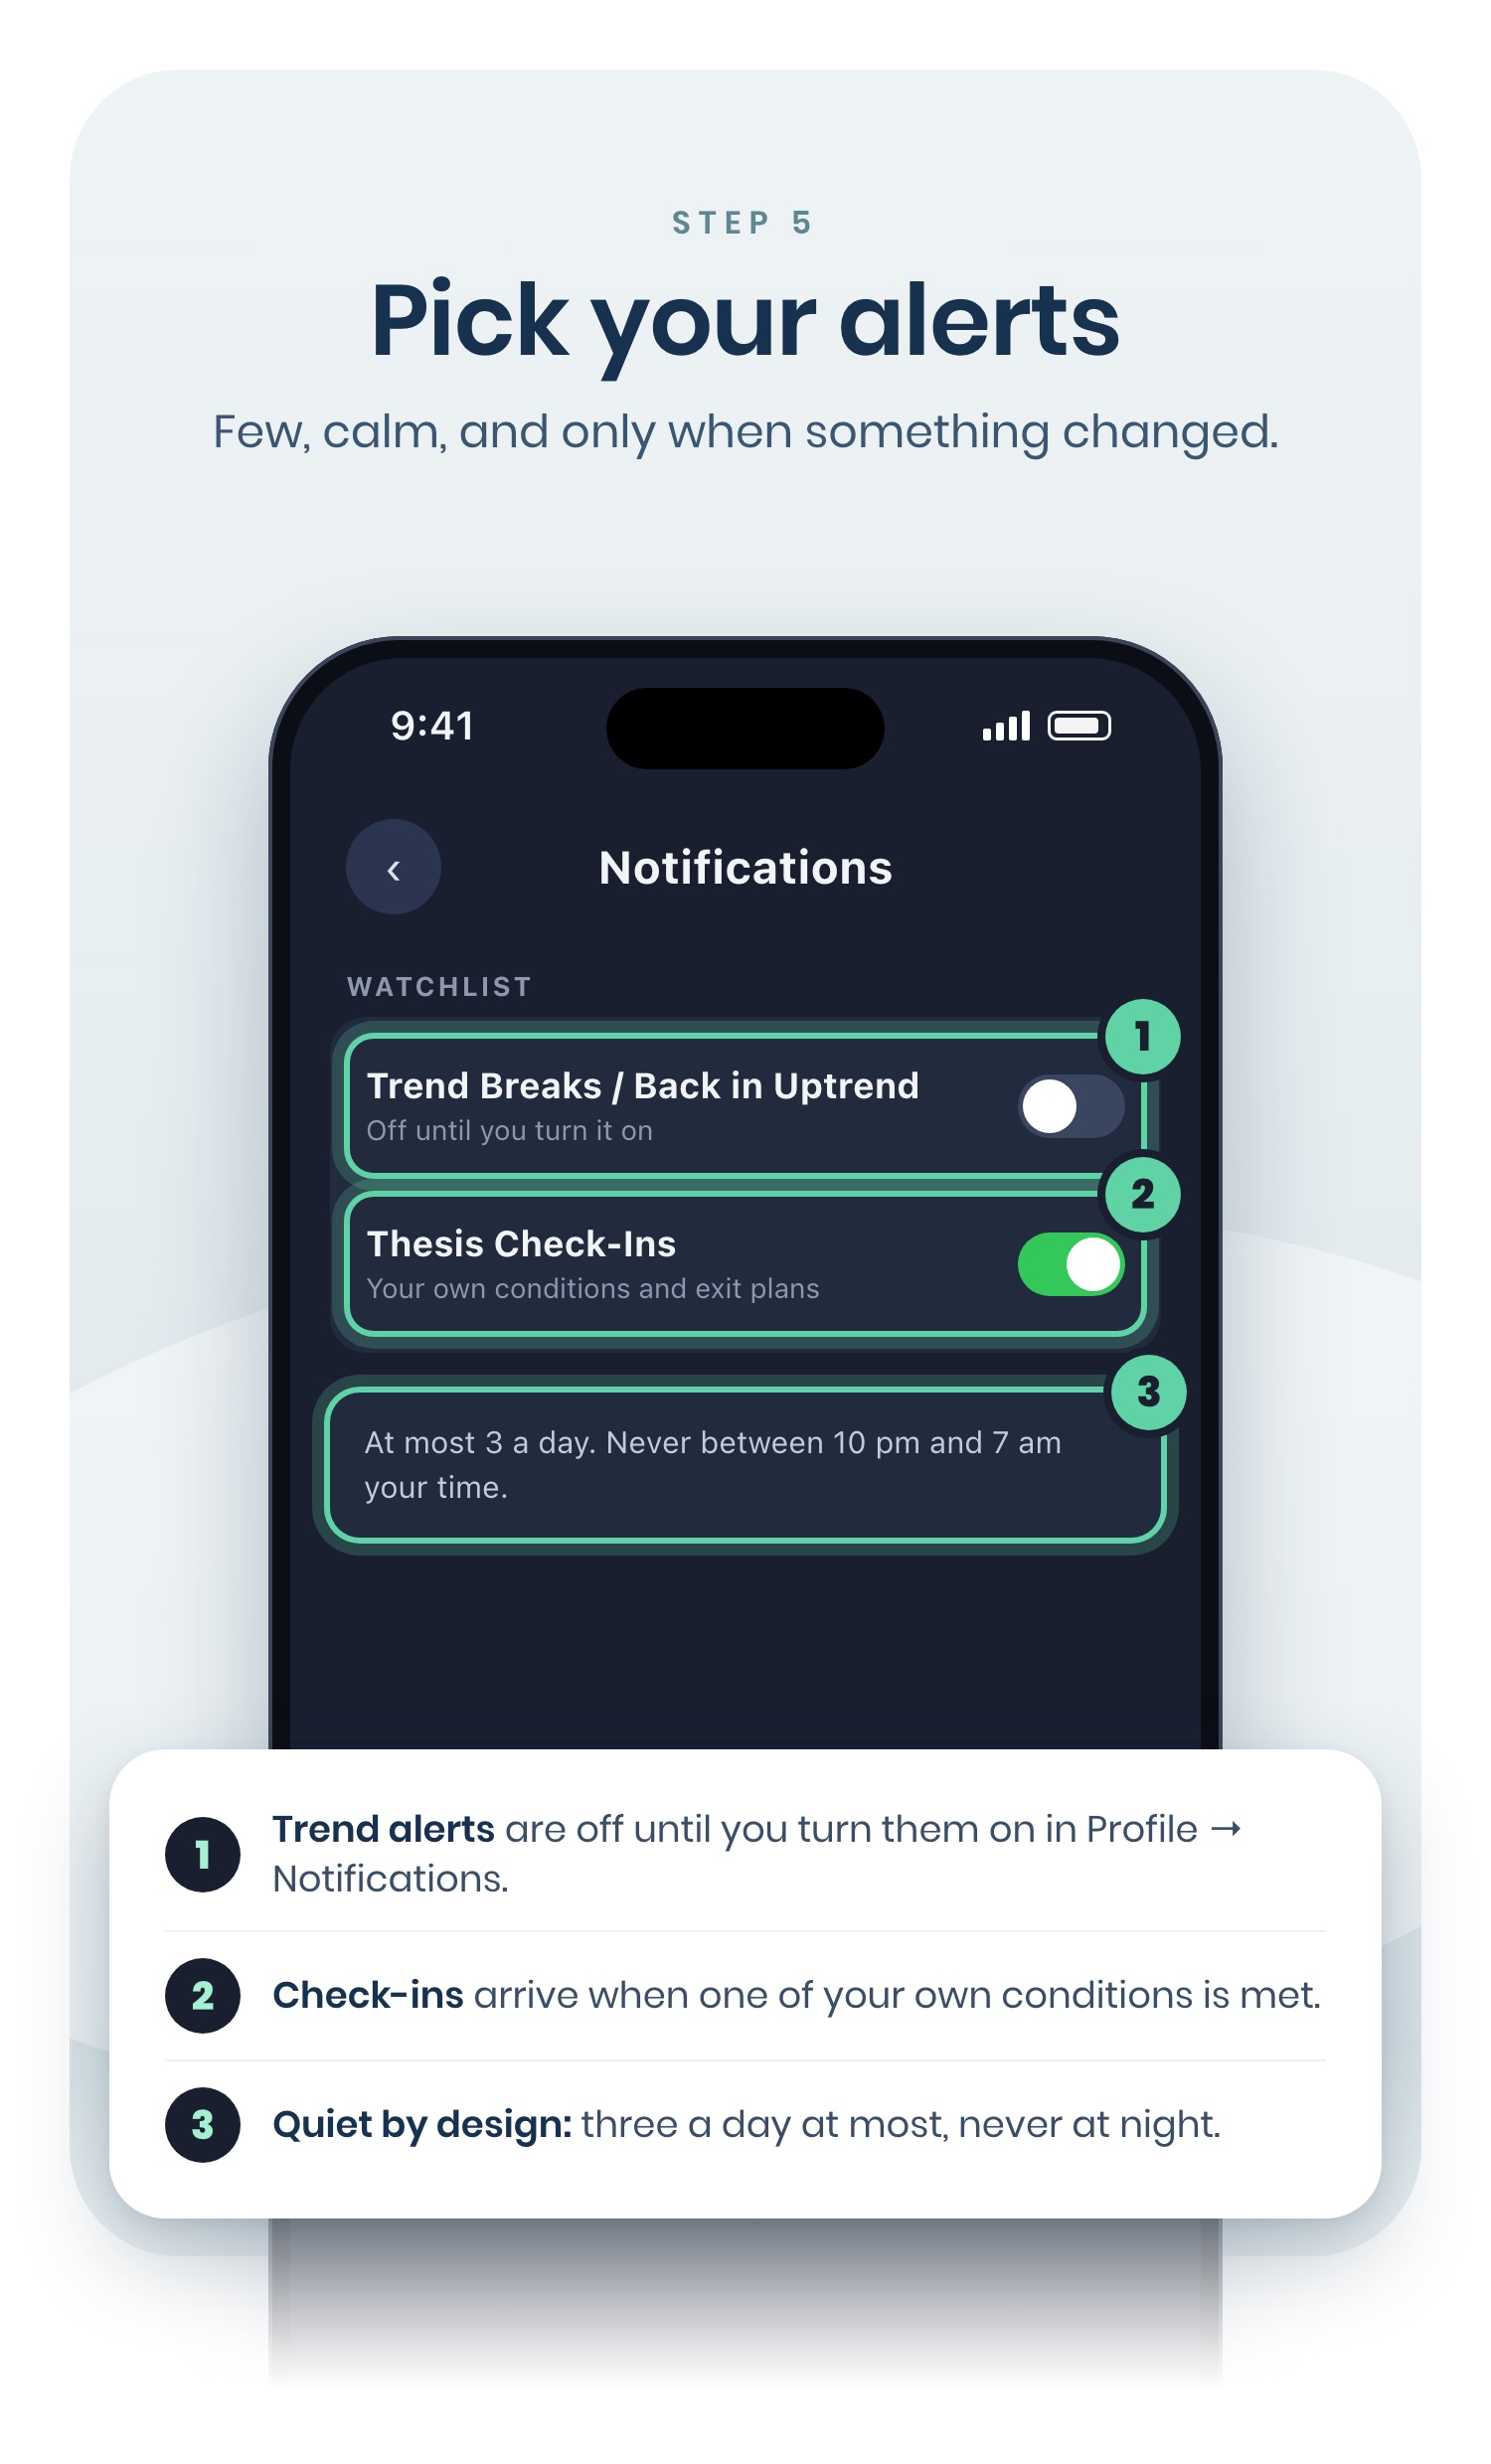 STEP 5
Pick your alerts
Few, calm, and only when something changed.
9:41
‹
Notifications
WATCHLIST
1
Trend Breaks / Back in Uptrend
Off until you turn it on
2
Thesis Check-Ins
Your own conditions and exit plans
3
At most 3 a day. Never between 10 pm and 7 am
your time.
1
Trend alerts are off until you turn them on in Profile →
Notifications.
2
Check-ins arrive when one of your own conditions is met.
3
Quiet by design: three a day at most, never at night.